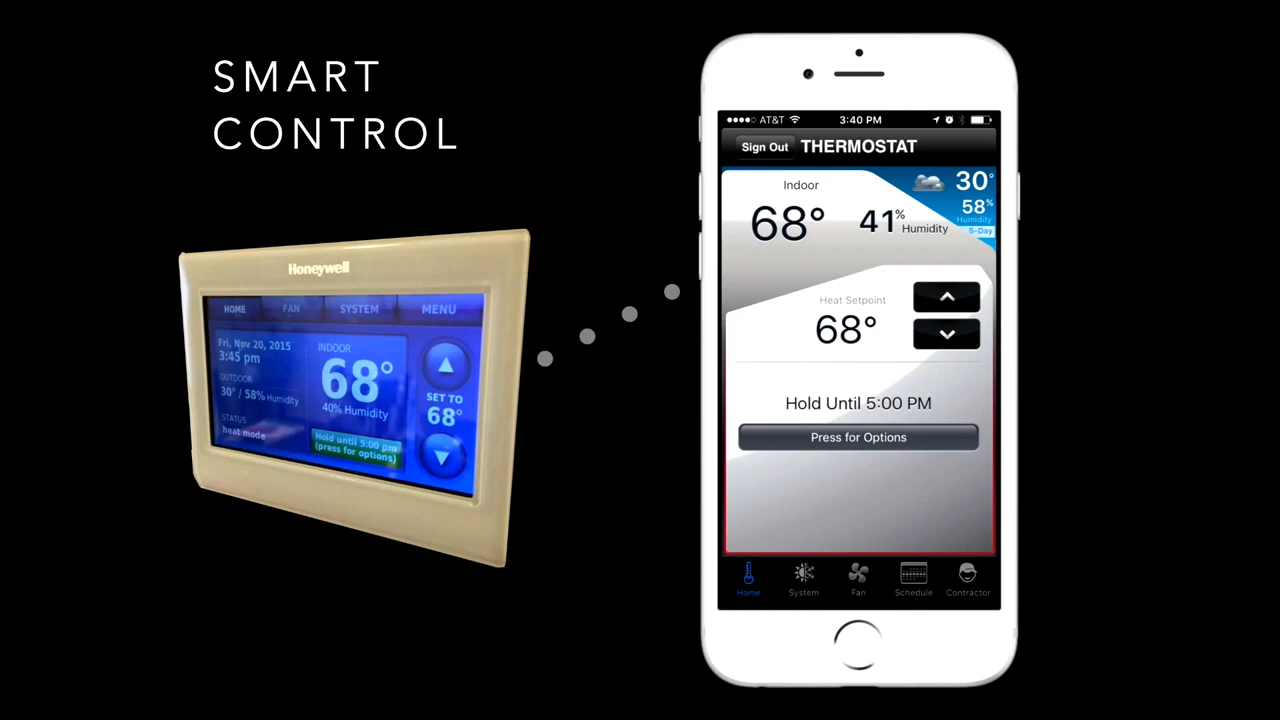 SMART
CONTROL
Honeywell
HOME FAN SYSTEM MENU
Fri, Nov 20, 2015
3:45 pm
OUTDOOR
30° / 58% Humidity
STATUS
heat mode
INDOOR
68°
40% Humidity
Hold until 5:00 pm
(press for options)
SET TO
68°
AT&T 3:40 PM
Sign Out THERMOSTAT
Indoor
68°
41%
Humidity
30°
58%
Humidity
5-Day
Heat Setpoint
68°
Hold Until 5:00 PM
Press for Options
Home System Fan Schedule Contractor